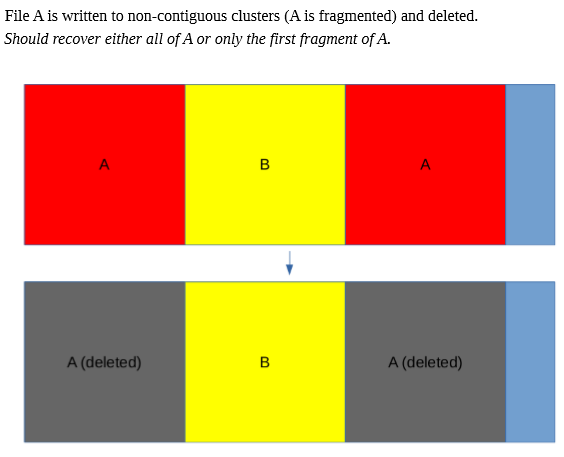 File A is written to non-contiguous clusters (A is fragmented) and deleted.
Should recover either all of A or only the first fragment of A.
A B A
A (deleted) B A (deleted)